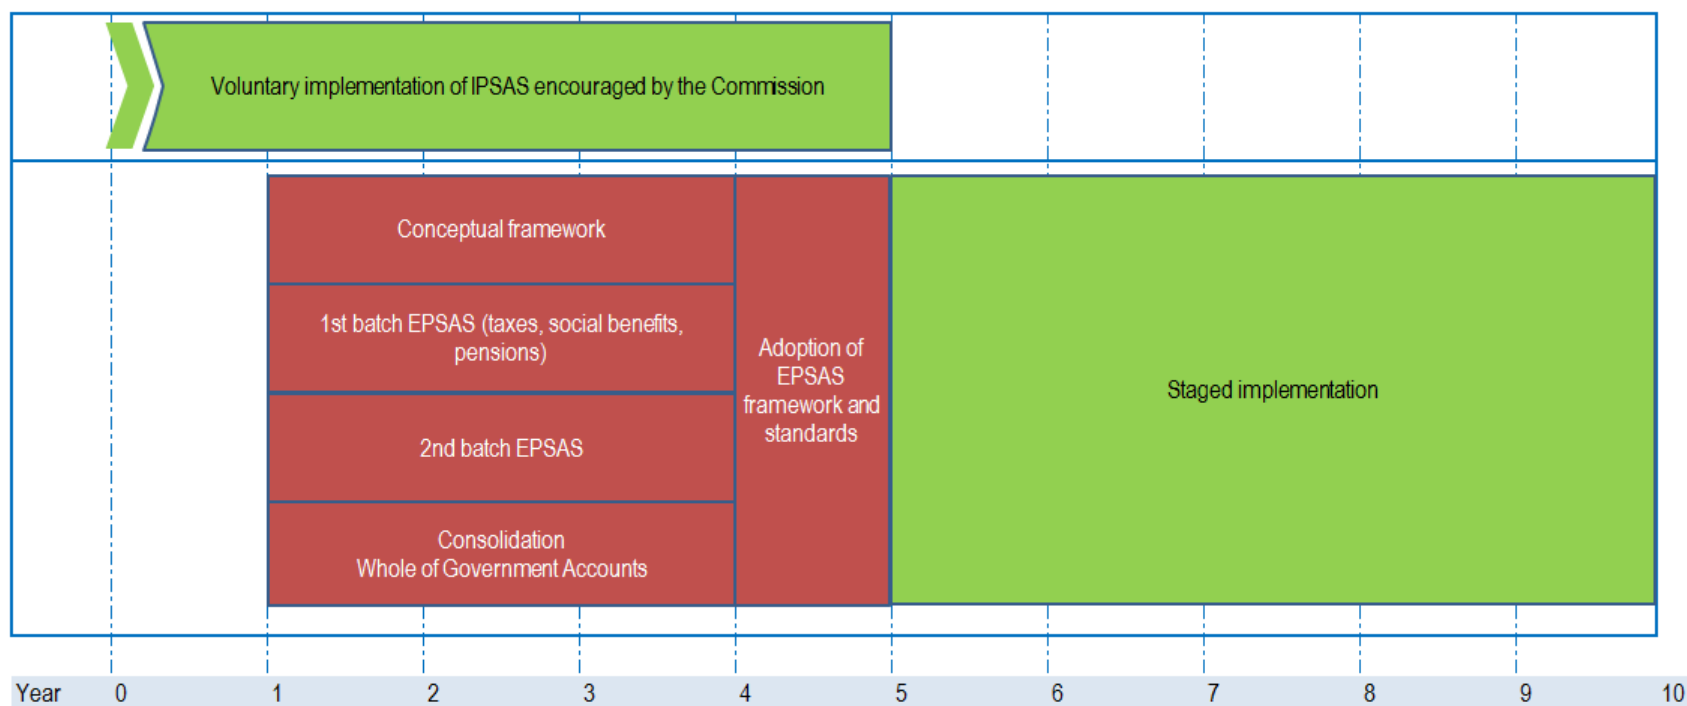 Voluntary implementation of IPSAS encouraged by the Commission
Conceptual framework
1st batch EPSAS (taxes, social benefits,
pensions)
2nd batch EPSAS
Consolidation
Whole of Government Accounts
Adoption of
EPSAS
framework and
standards
Staged implementation
Year 0 1 2 3 4 5 6 7 8 9 10